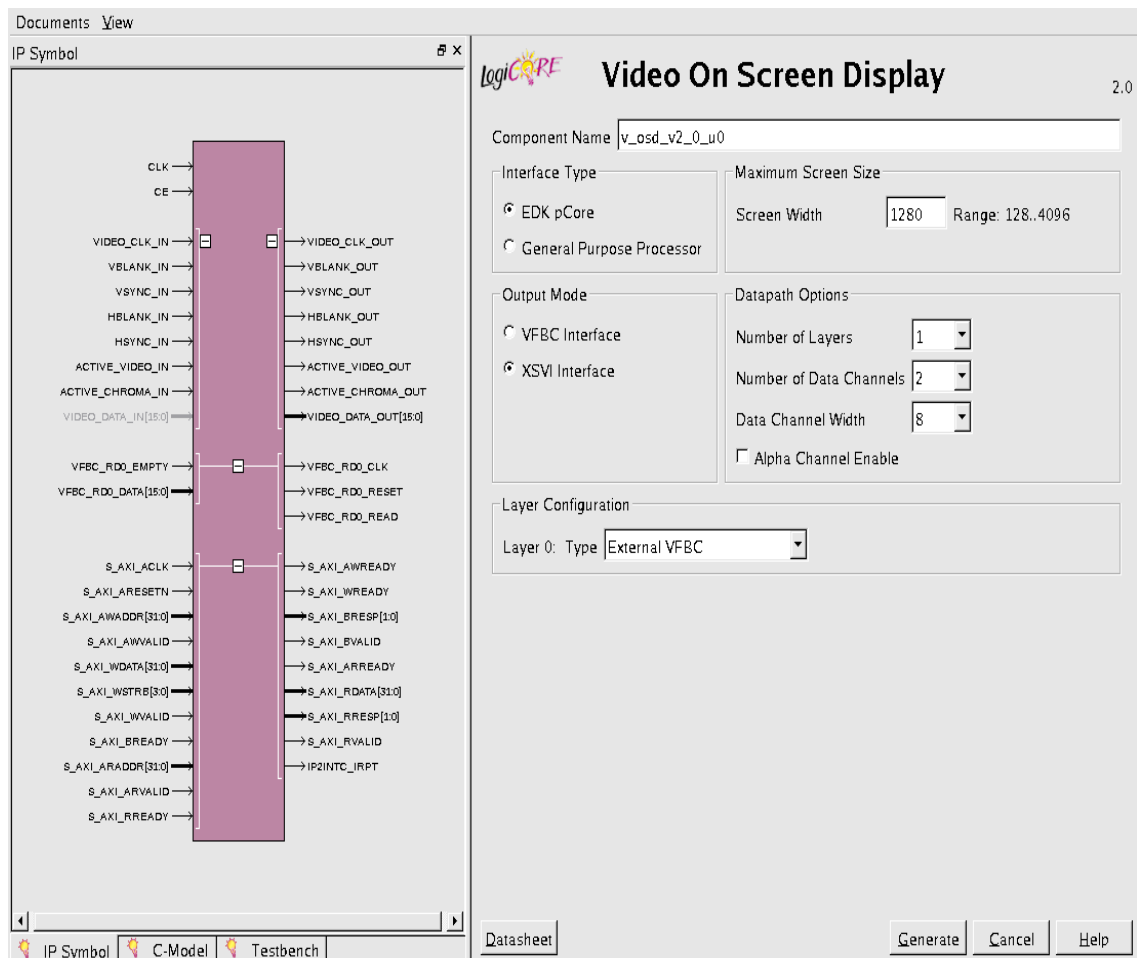 Documents View
IP Symbol
CLK
CE
VIDEO_CLK_IN
VBLANK_IN
VSYNC_IN
HBLANK_IN
HSYNC_IN
ACTIVE_VIDEO_IN
ACTIVE_CHROMA_IN
VIDEO_DATA_IN[15:0]
VIDEO_CLK_OUT
VBLANK_OUT
VSYNC_OUT
HBLANK_OUT
HSYNC_OUT
ACTIVE_VIDEO_OUT
ACTIVE_CHROMA_OUT
VIDEO_DATA_OUT[15:0]
VFBC_RD0_EMPTY
VFBC_RD0_DATA[15:0]
VFBC_RD0_CLK
VFBC_RD0_RESET
VFBC_RD0_READ
S_AXI_ACLK
S_AXI_ARESETN
S_AXI_AWADDR[31:0]
S_AXI_AWVALID
S_AXI_WDATA[31:0]
S_AXI_WSTRB[3:0]
S_AXI_WVALID
S_AXI_BREADY
S_AXI_ARADDR[31:0]
S_AXI_ARVALID
S_AXI_RREADY
S_AXI_AWREADY
S_AXI_WREADY
S_AXI_BRESP[1:0]
S_AXI_BVALID
S_AXI_ARREADY
S_AXI_RDATA[31:0]
S_AXI_RRESP[1:0]
S_AXI_RVALID
IP2INTC_IRPT
IP Symbol C-Model Testbench
LogiCORE Video On Screen Display 2.0
Component Name v_osd_v2_0_u0
Interface Type
EDK pCore
General Purpose Processor
Maximum Screen Size
Screen Width 1280 Range: 128..4096
Output Mode
VFBC Interface
XSVI Interface
Datapath Options
Number of Layers 1
Number of Data Channels 2
Data Channel Width 8
Alpha Channel Enable
Layer Configuration
Layer 0: Type External VFBC
Datasheet Generate Cancel Help